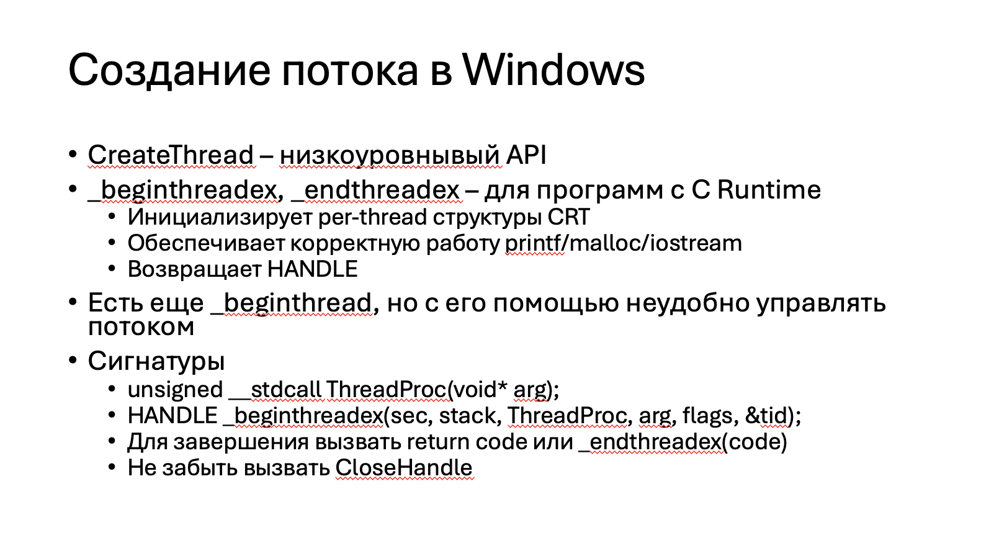 Создание потока в Windows
• CreateThread – низкоуровнывый API
• _beginthreadex, _endthreadex – для программ с C Runtime
• Инициализирует per-thread структуры CRT
• Обеспечивает корректную работу printf/malloc/iostream
• Возвращает HANDLE
• Есть еще _beginthread, но с его помощью неудобно управлять
потоком
• Сигнатуры
• unsigned __stdcall ThreadProc(void* arg);
• HANDLE _beginthreadex(sec, stack, ThreadProc, arg, flags, &tid);
• Для завершения вызвать return code или _endthreadex(code)
• Не забыть вызвать CloseHandle